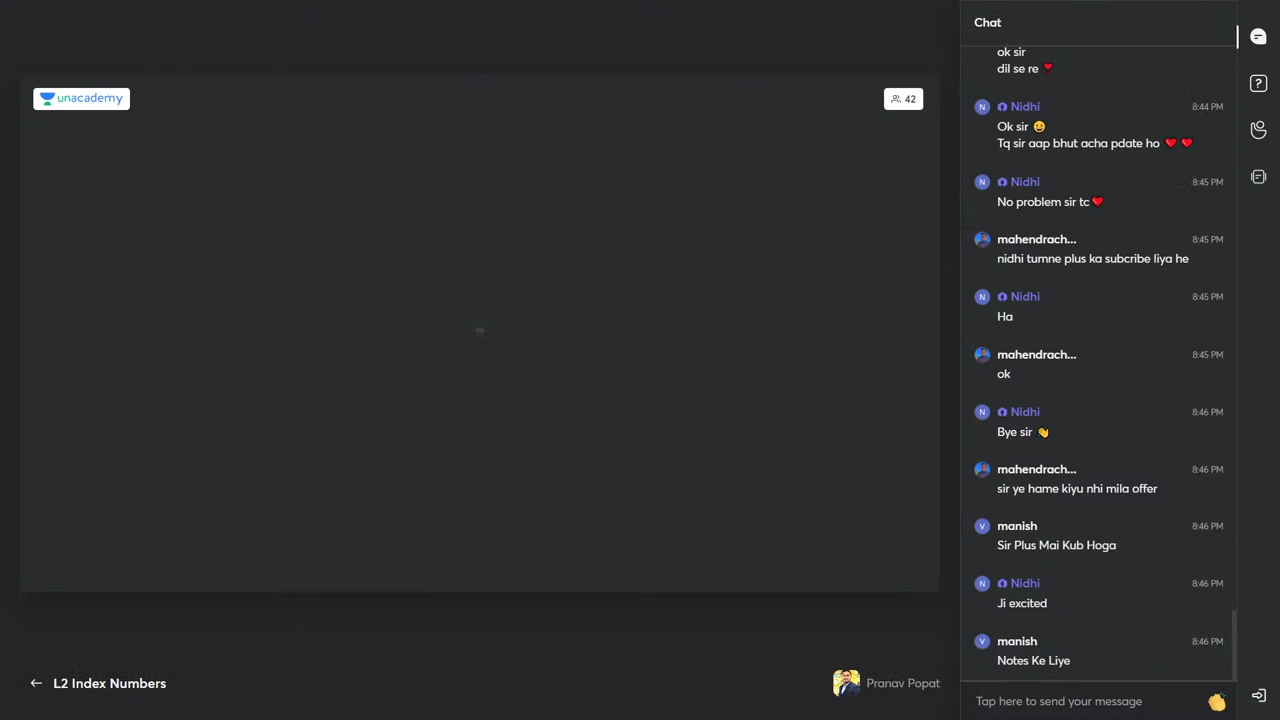 unacademy
42
L2 Index Numbers
Pranav Popat
Chat
ok sir
dil se re
Nidhi 8:44 PM
Ok sir
Tq sir aap bhut acha pdate ho
Nidhi 8:45 PM
No problem sir tc
mahendrach... 8:45 PM
nidhi tumne plus ka subcribe liya he
Nidhi 8:45 PM
Ha
mahendrach... 8:45 PM
ok
Nidhi 8:46 PM
Bye sir
mahendrach... 8:46 PM
sir ye hame kiyu nhi mila offer
manish 8:46 PM
Sir Plus Mai Kub Hoga
Nidhi 8:46 PM
Ji excited
manish 8:46 PM
Notes Ke Liye
Tap here to send your message